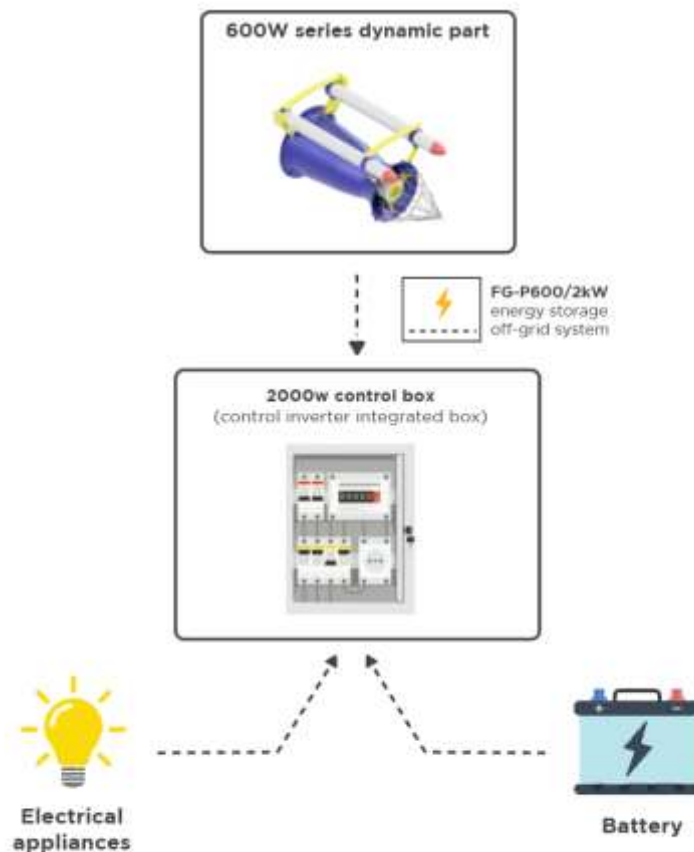 600W series dynamic part
FG-P600/2kW
energy storage
off-grid system
2000w control box
(control inverter integrated box)
Electrical
appliances
Battery